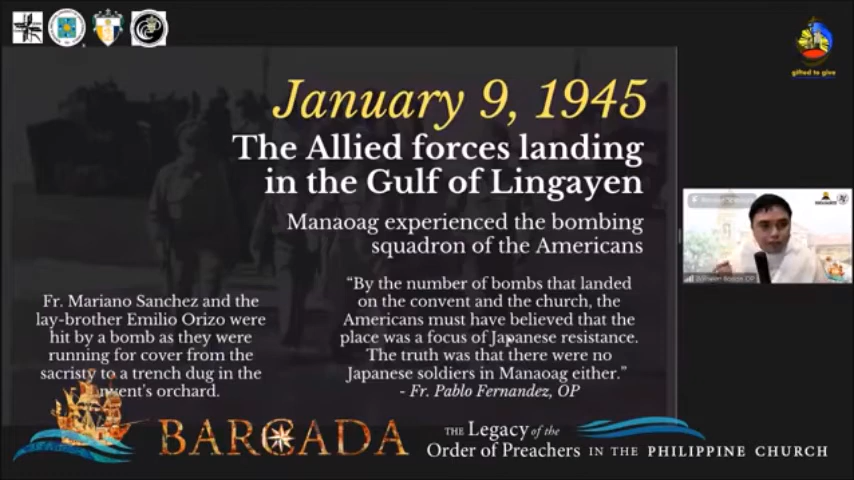 gifted to give
January 9, 1945
The Allied forces landing
in the Gulf of Lingayen
Manaoag experienced the bombing
squadron of the Americans
Fr. Mariano Sanchez and the
lay-brother Emilio Orizo were
hit by a bomb as they were
running for cover from the
sacristy to a trench dug in the
convent's orchard.
“By the number of bombs that landed
on the convent and the church, the
Americans must have believed that the
place was a focus of Japanese resistance.
The truth was that there were no
Japanese soldiers in Manaoag either.”
- Fr. Pablo Fernandez, OP
BARCADA
THE Legacy of the
Order of Preachers IN THE PHILIPPINE CHURCH